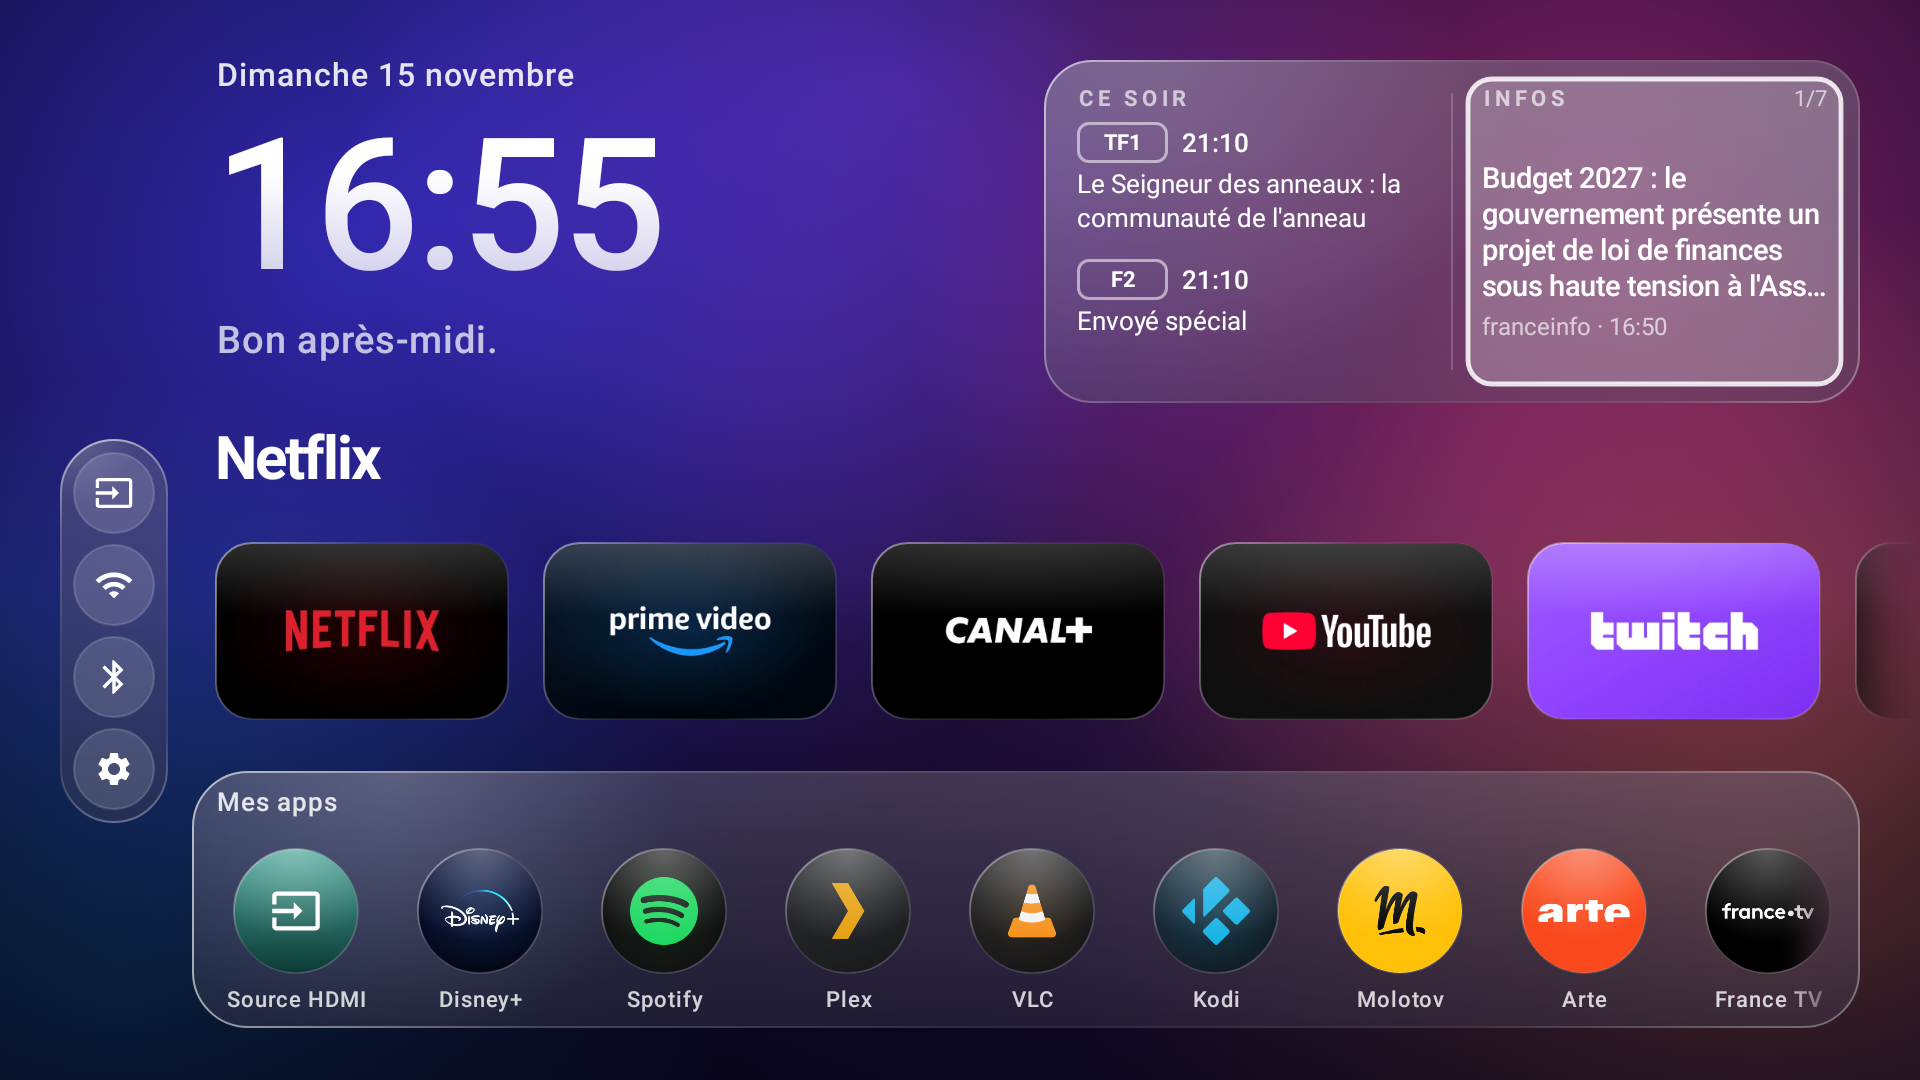 Dimanche 15 novembre
16:55
Bon après-midi.
CE SOIR
TF1 21:10
Le Seigneur des anneaux : la
communauté de l'anneau
F2 21:10
Envoyé spécial
INFOS 1/7
Budget 2027 : le
gouvernement présente un
projet de loi de finances
sous haute tension à l'Ass...
franceinfo · 16:50
Netflix
NETFLIX
prime video
CANAL+
YouTube
twitch
Mes apps
Disney+
M.
arte
france•tv
Source HDMI
Disney+
Spotify
Plex
VLC
Kodi
Molotov
Arte
France TV